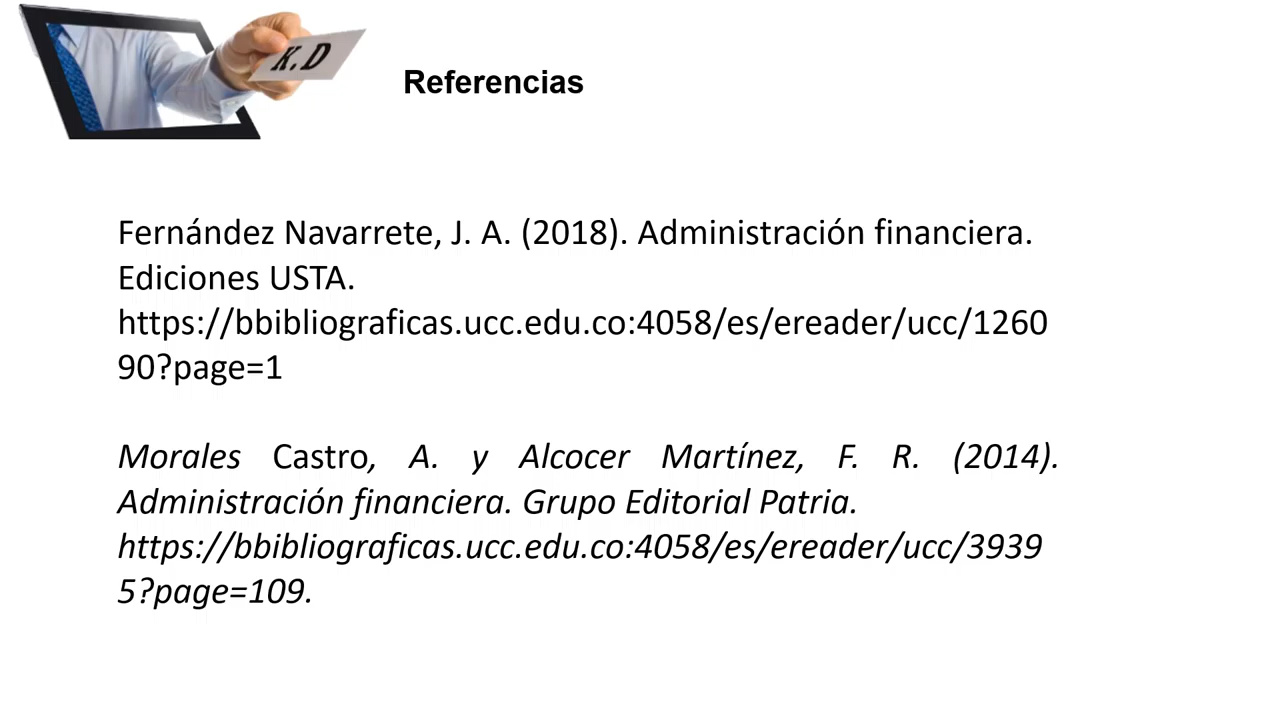 K.D
Referencias
Fernández Navarrete, J. A. (2018). Administración financiera.
Ediciones USTA.
https://bbibliograficas.ucc.edu.co:4058/es/ereader/ucc/1260
90?page=1
Morales Castro, A. y Alcocer Martínez, F. R. (2014).
Administración financiera. Grupo Editorial Patria.
https://bbibliograficas.ucc.edu.co:4058/es/ereader/ucc/3939
5?page=109.